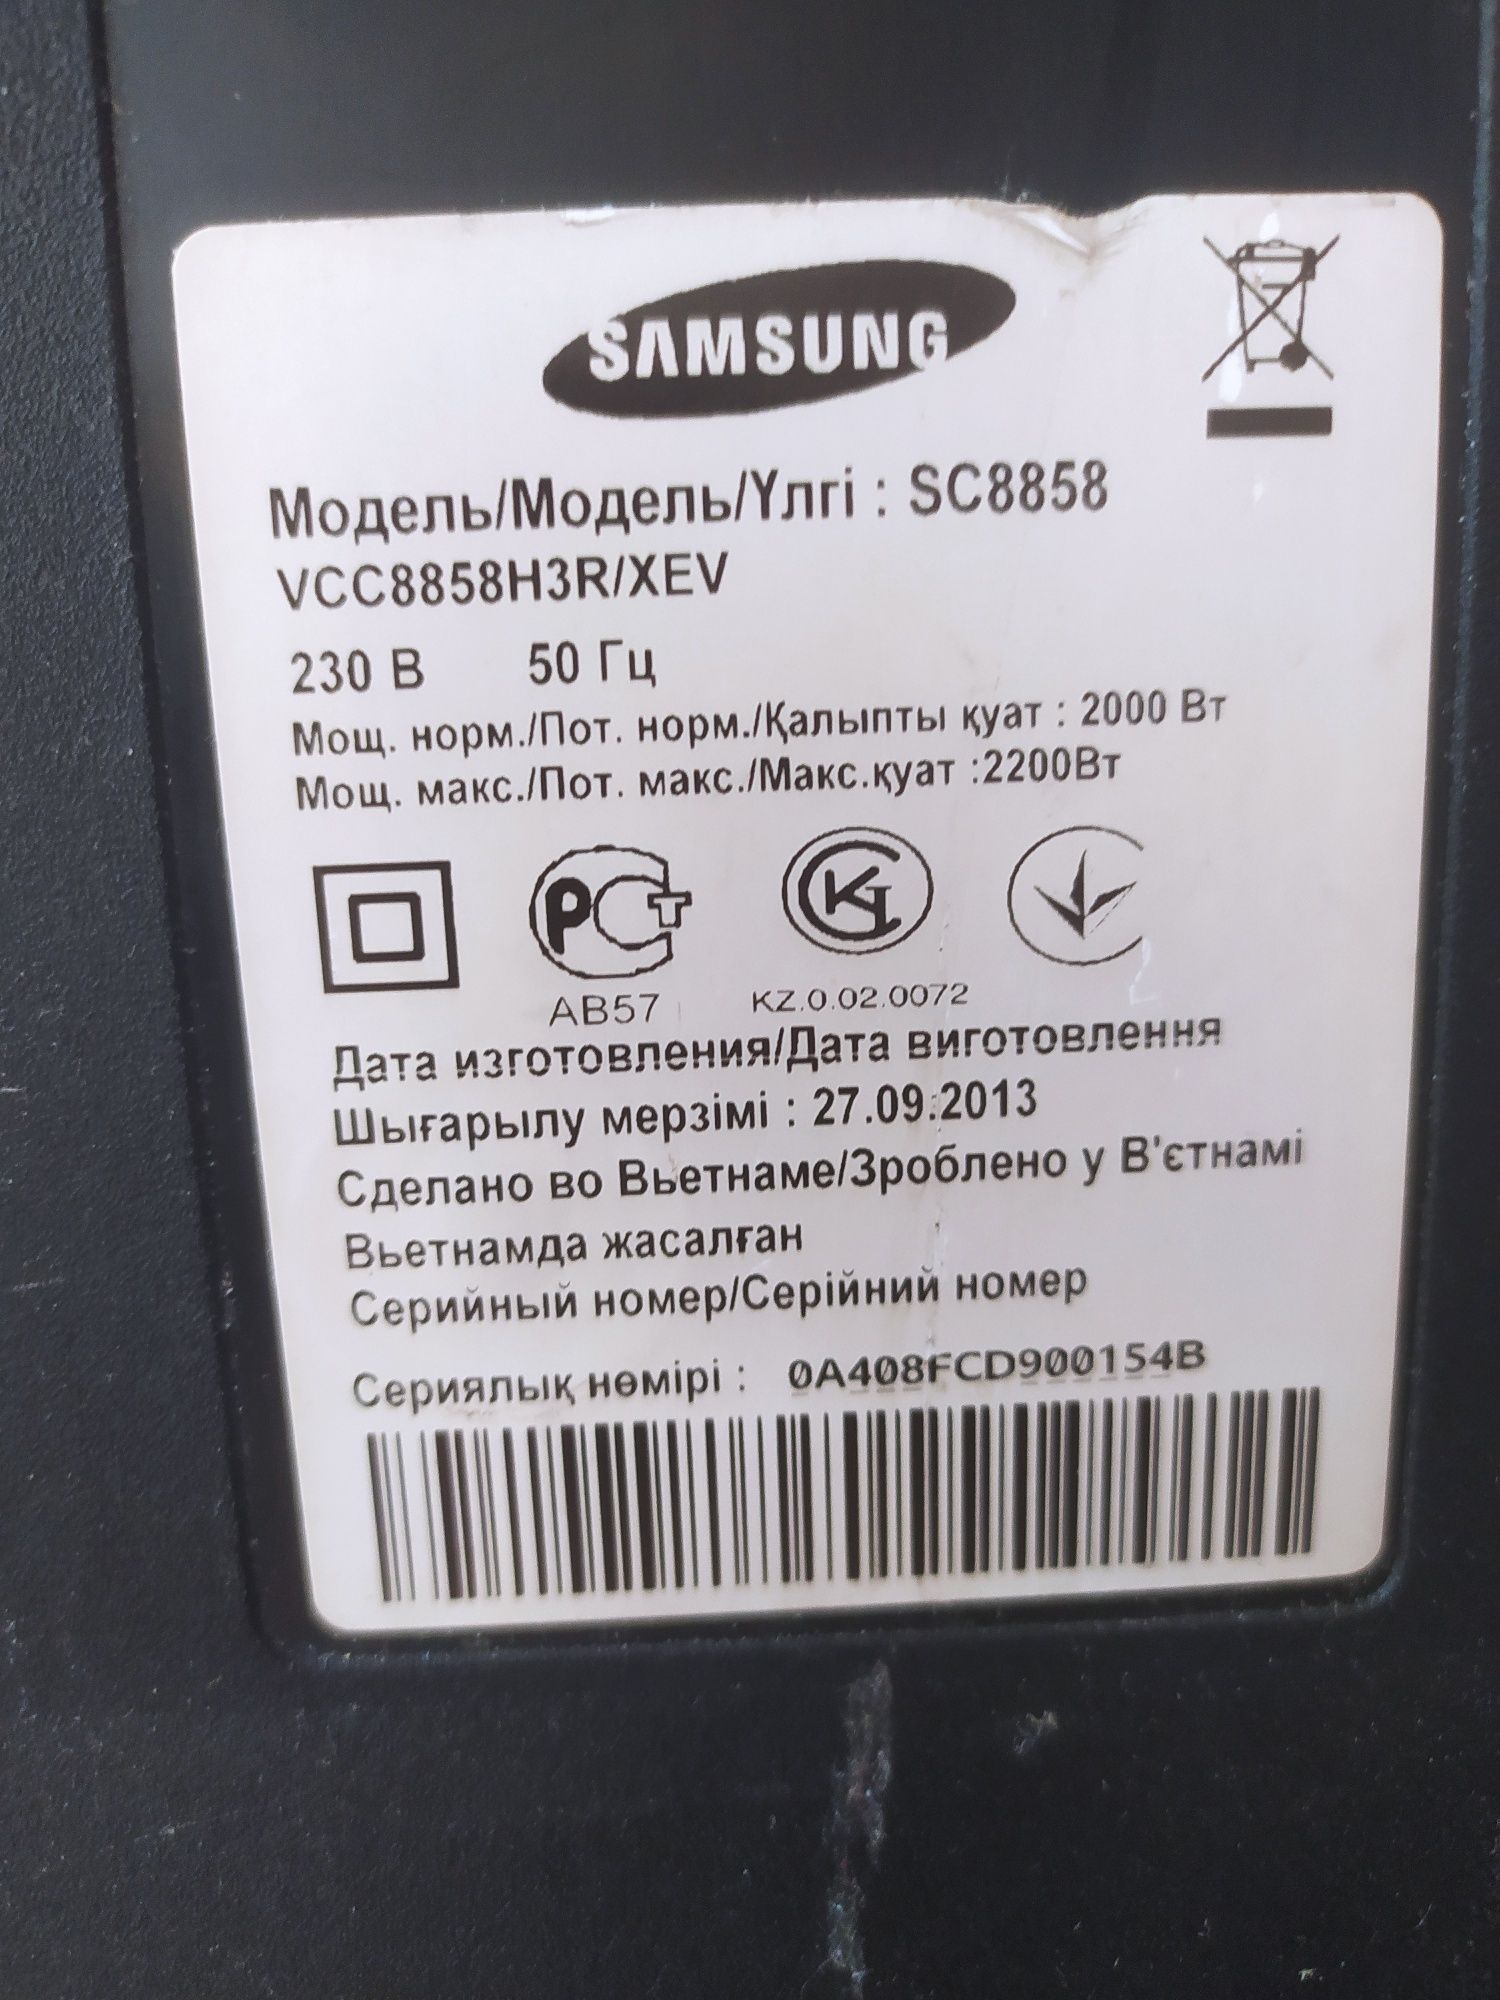 SAMSUNG
Модель/Модель/Үлгі : SC8858
VCC8858H3R/XEV
230 В 50 Гц
Мощ. норм./Пот. норм./Қалыпты қуат : 2000 Вт
Мощ. макс./Пот. макс./Макс.қуат :2200Вт
АВ57 KZ.0.02.0072
Дата изготовления/Дата виготовлення
Шығарылу мерзімі : 27.09.2013
Сделано во Вьетнаме/Зроблено у В'єтнамі
Вьетнамда жасалған
Серийный номер/Серійний номер
Сериялық нөмірі : 0A408FCD900154B